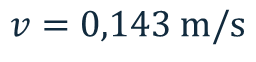 v = 0,143 m/s